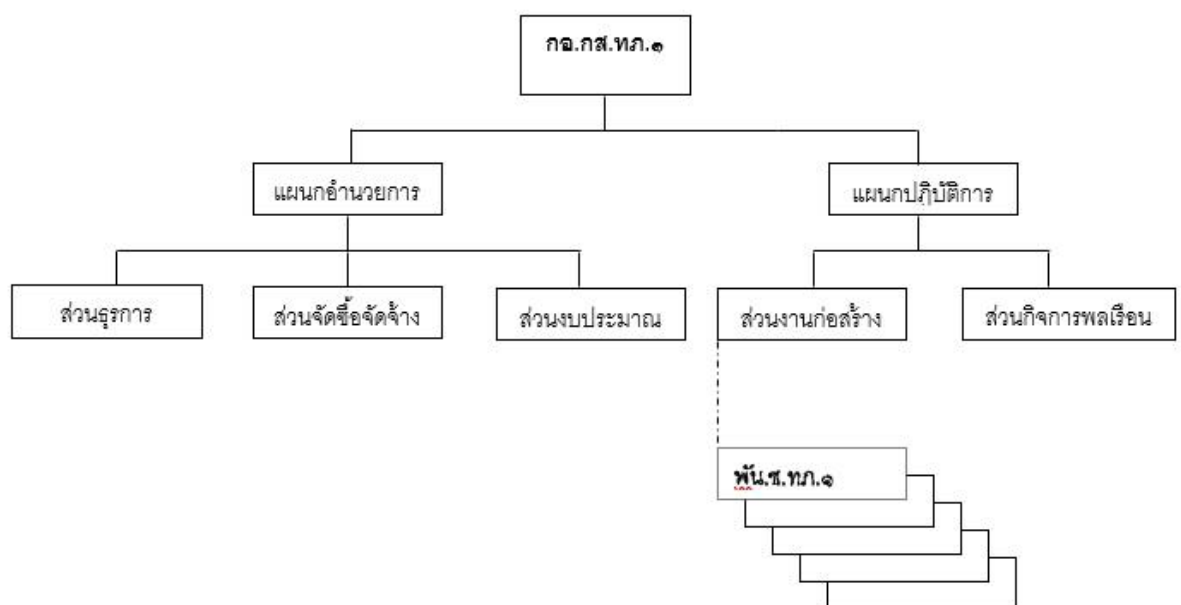 กอ.กส.ทภ.๑
แผนกอำนวยการ
แผนกปฏิบัติการ
ส่วนธุรการ
ส่วนจัดซื้อจัดจ้าง
ส่วนงบประมาณ
ส่วนงานก่อสร้าง
ส่วนกิจการพลเรือน
พัน.ช.ทภ.๑